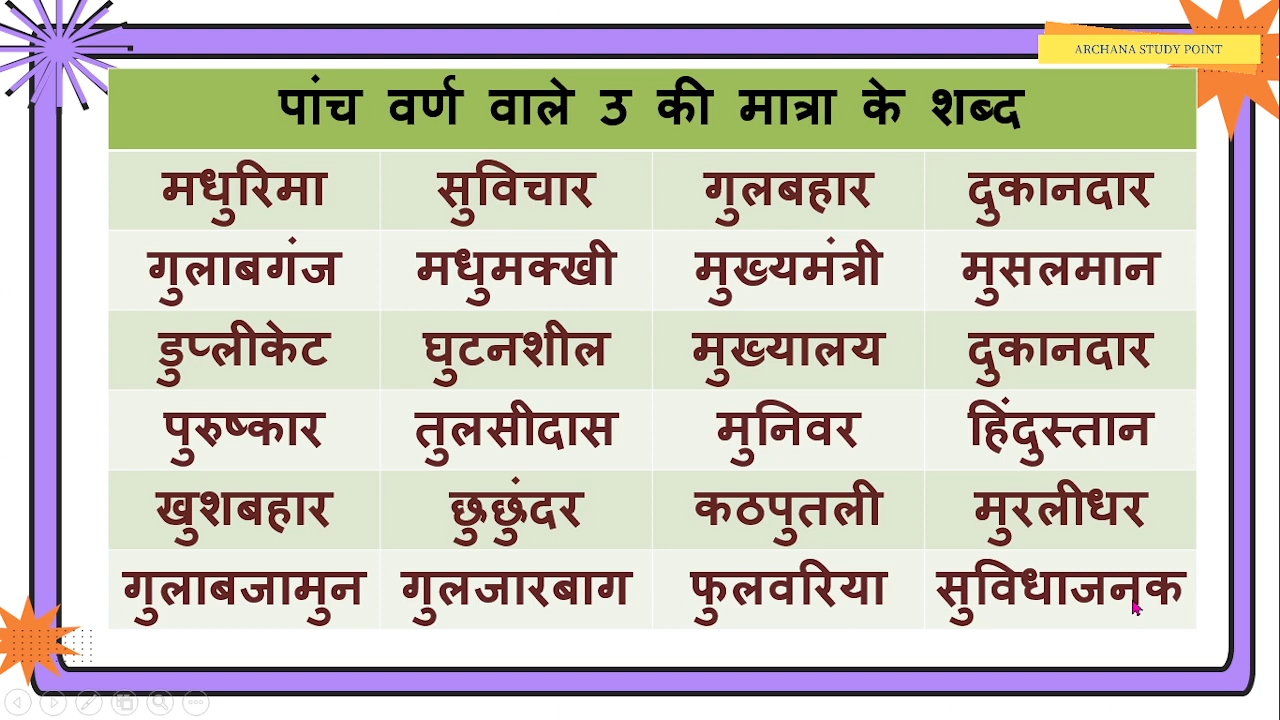 ARCHANA STUDY POINT
पांच वर्ण वाले उ की मात्रा के शब्द
मधुरिमा सुविचार गुलबहार दुकानदार
गुलाबगंज मधुमक्खी मुख्यमंत्री मुसलमान
डुप्लीकेट घुटनशील मुख्यालय दुकानदार
पुरुष्कार तुलसीदास मुनिवर हिंदुस्तान
खुशबहार छुछुंदर कठपुतली मुरलीधर
गुलाबजामुन गुलजारबाग फुलवरिया सुविधाजनक